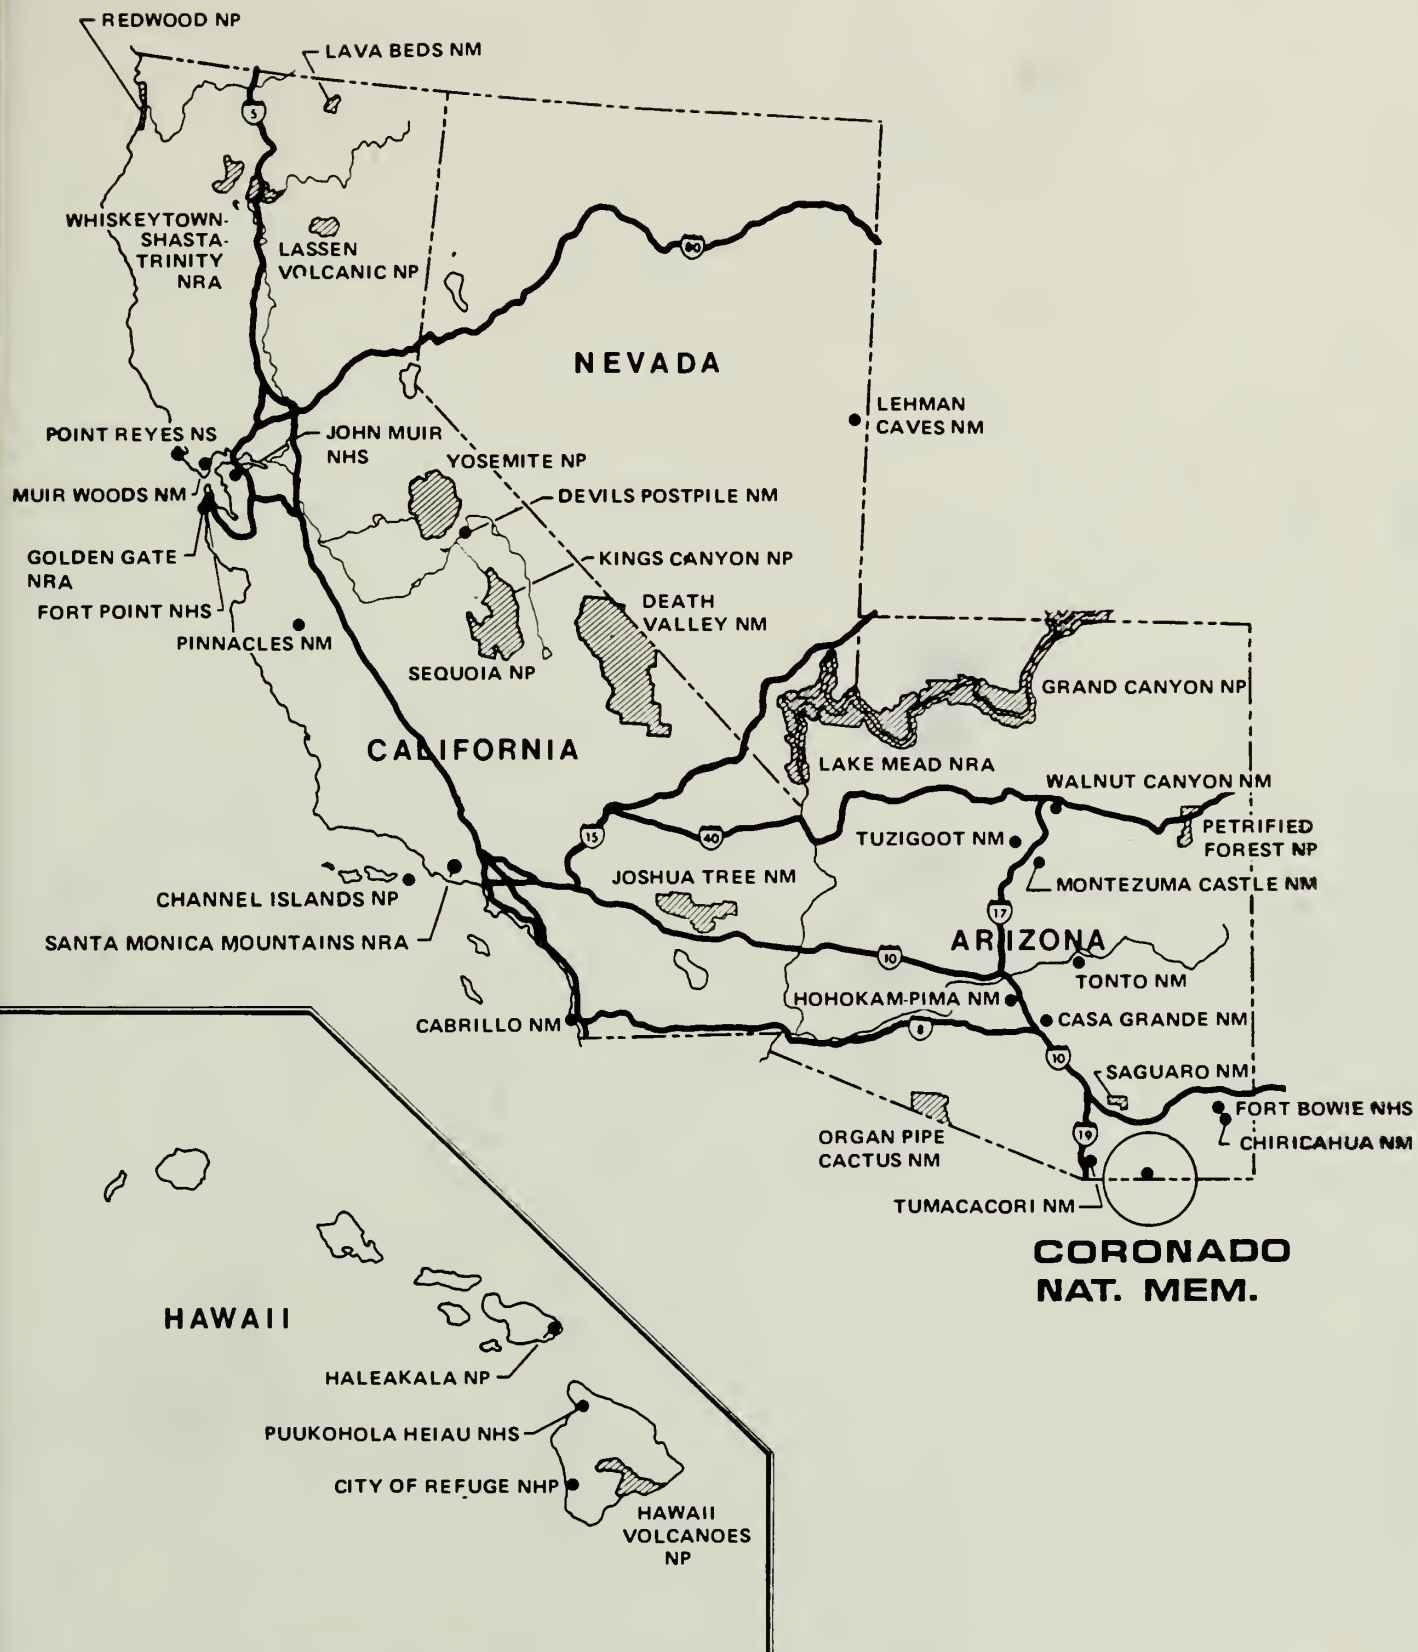 REDWOOD NP
LAVA BEDS NM
5
WHISKEYTOWN-
SHASTA-
TRINITY
NRA
LASSEN
VOLCANIC NP
80
NEVADA
LEHMAN
CAVES NM
POINT REYES NS
JOHN MUIR
NHS
YOSEMITE NP
MUIR WOODS NM
DEVILS POSTPILE NM
GOLDEN GATE
NRA
KINGS CANYON NP
FORT POINT NHS
DEATH
VALLEY NM
PINNACLES NM
SEQUOIA NP
GRAND CANYON NP
CALIFORNIA
LAKE MEAD NRA
WALNUT CANYON NM
15
40
TUZIGOOT NM
PETRIFIED
FOREST NP
JOSHUA TREE NM
MONTEZUMA CASTLE NM
CHANNEL ISLANDS NP
17
SANTA MONICA MOUNTAINS NRA
ARIZONA
10
TONTO NM
HOHOKAM-PIMA NM
CABRILLO NM
8
CASA GRANDE NM
10
SAGUARO NM
FORT BOWIE NHS
19
ORGAN PIPE
CACTUS NM
CHIRICAHUA NM
TUMACACORI NM
CORONADO
NAT. MEM.
HAWAII
HALEAKALA NP
PUUKOHOLA HEIAU NHS
CITY OF REFUGE NHP
HAWAII
VOLCANOES
NP